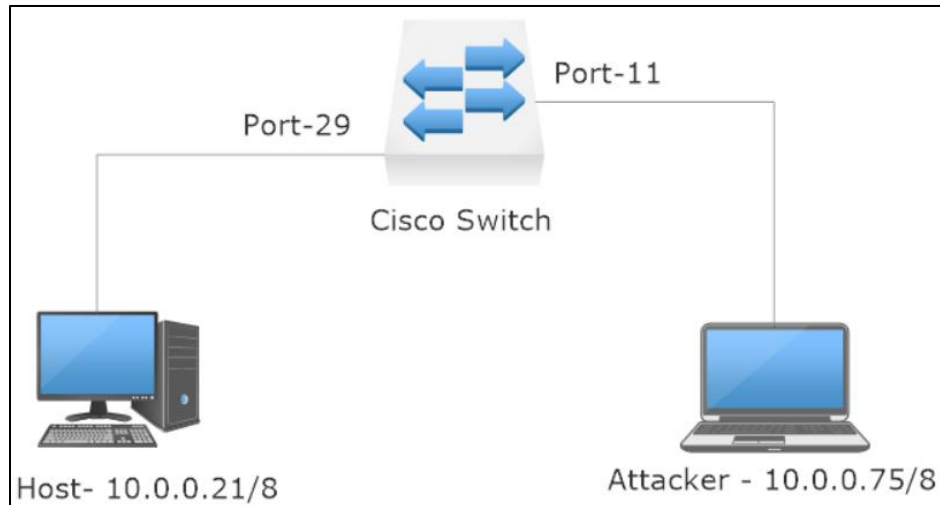 Port-11
Port-29
Cisco Switch
Host- 10.0.0.21/8
Attacker - 10.0.0.75/8